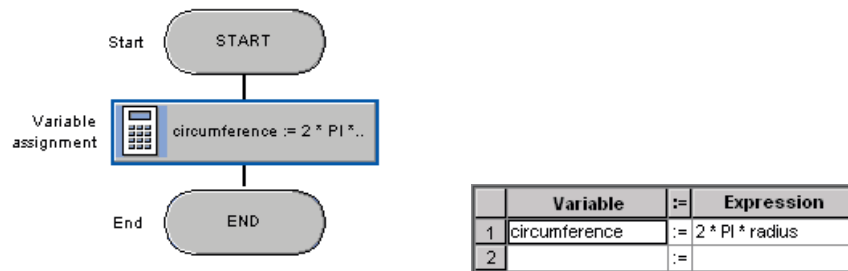 Start
START
Variable
assignment
circumference := 2 * PI *..
End
END
Variable := Expression
1 circumference := 2 * PI * radius
2 :=